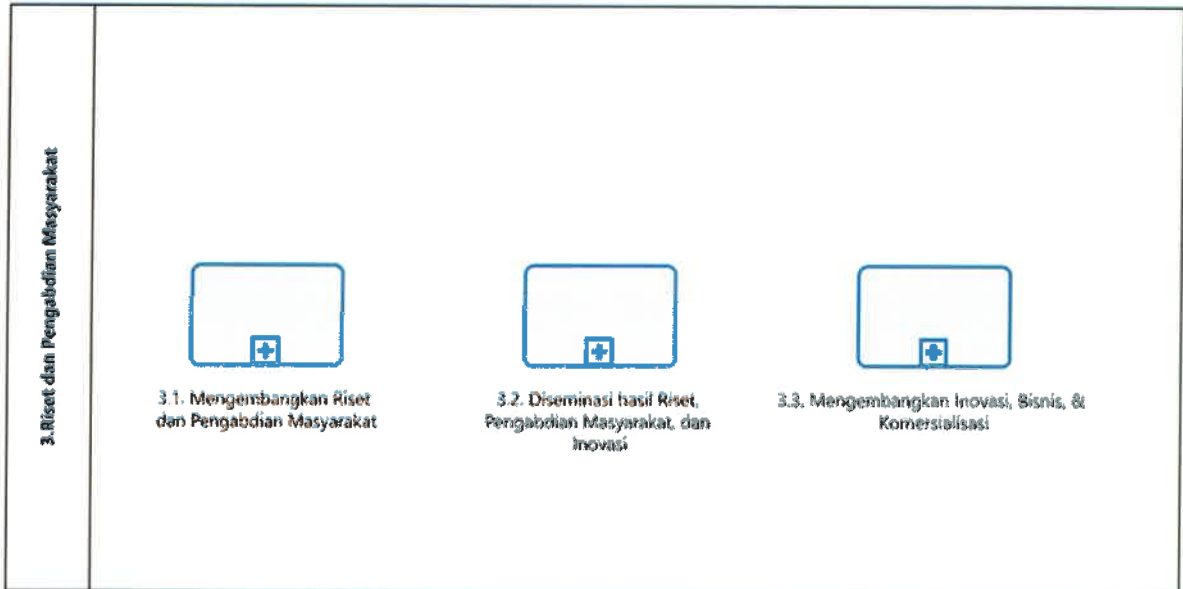 3.Riset dan Pengabdian Masyarakat
3.1. Mengembangkan Riset
dan Pengabdian Masyarakat
3.2. Diseminasi hasil Riset,
Pengabdian Masyarakat, dan
Inovasi
3.3. Mengembangkan Inovasi, Bisnis, &
Komersialisasi